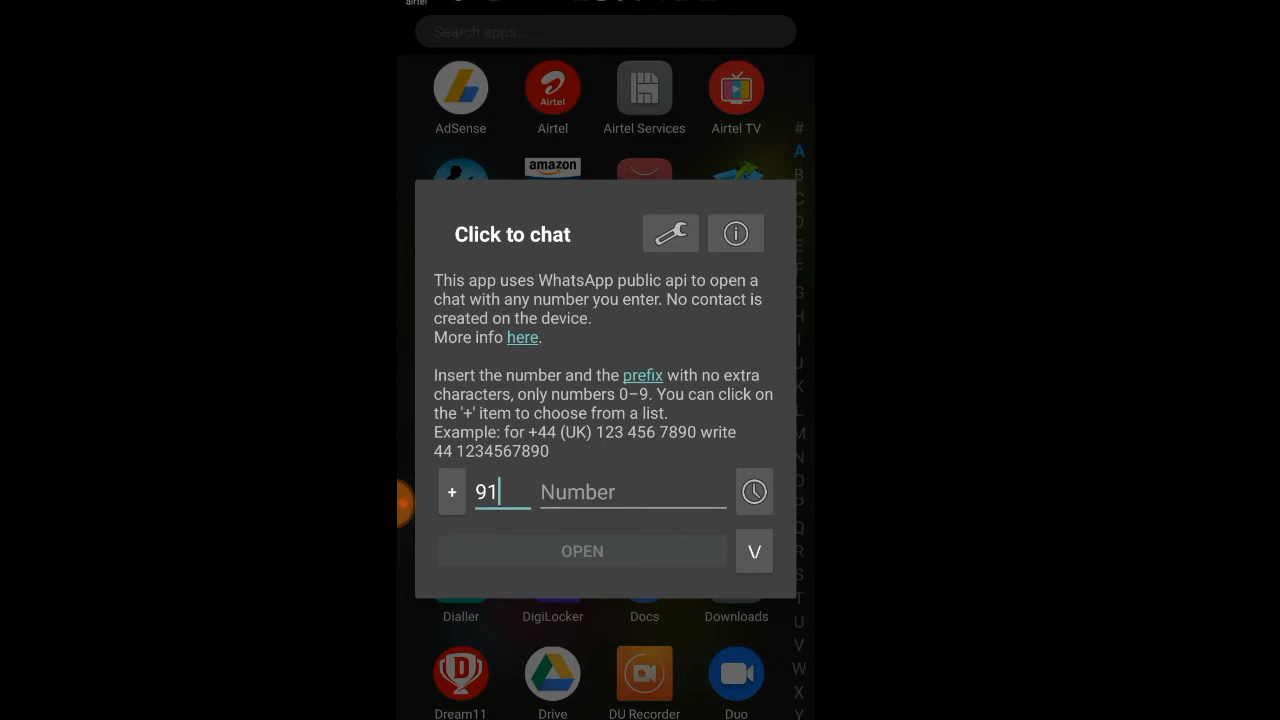 airtel
Search apps...
AdSense
Airtel
Airtel
Airtel Services
Airtel TV
#
A
B
C
amazon
Click to chat
This app uses WhatsApp public api to open a
chat with any number you enter. No contact is
created on the device.
More info here.
Insert the number and the prefix with no extra
characters, only numbers 0–9. You can click on
the '+' item to choose from a list.
Example: for +44 (UK) 123 456 7890 write
44 1234567890
+ 91 Number
OPEN
\/
D
E
F
G
H
I
J
K
L
M
N
O
P
Q
R
S
T
U
V
W
X
Y
Dialler
DigiLocker
Docs
Downloads
D
Dream11
Drive
DU Recorder
Duo